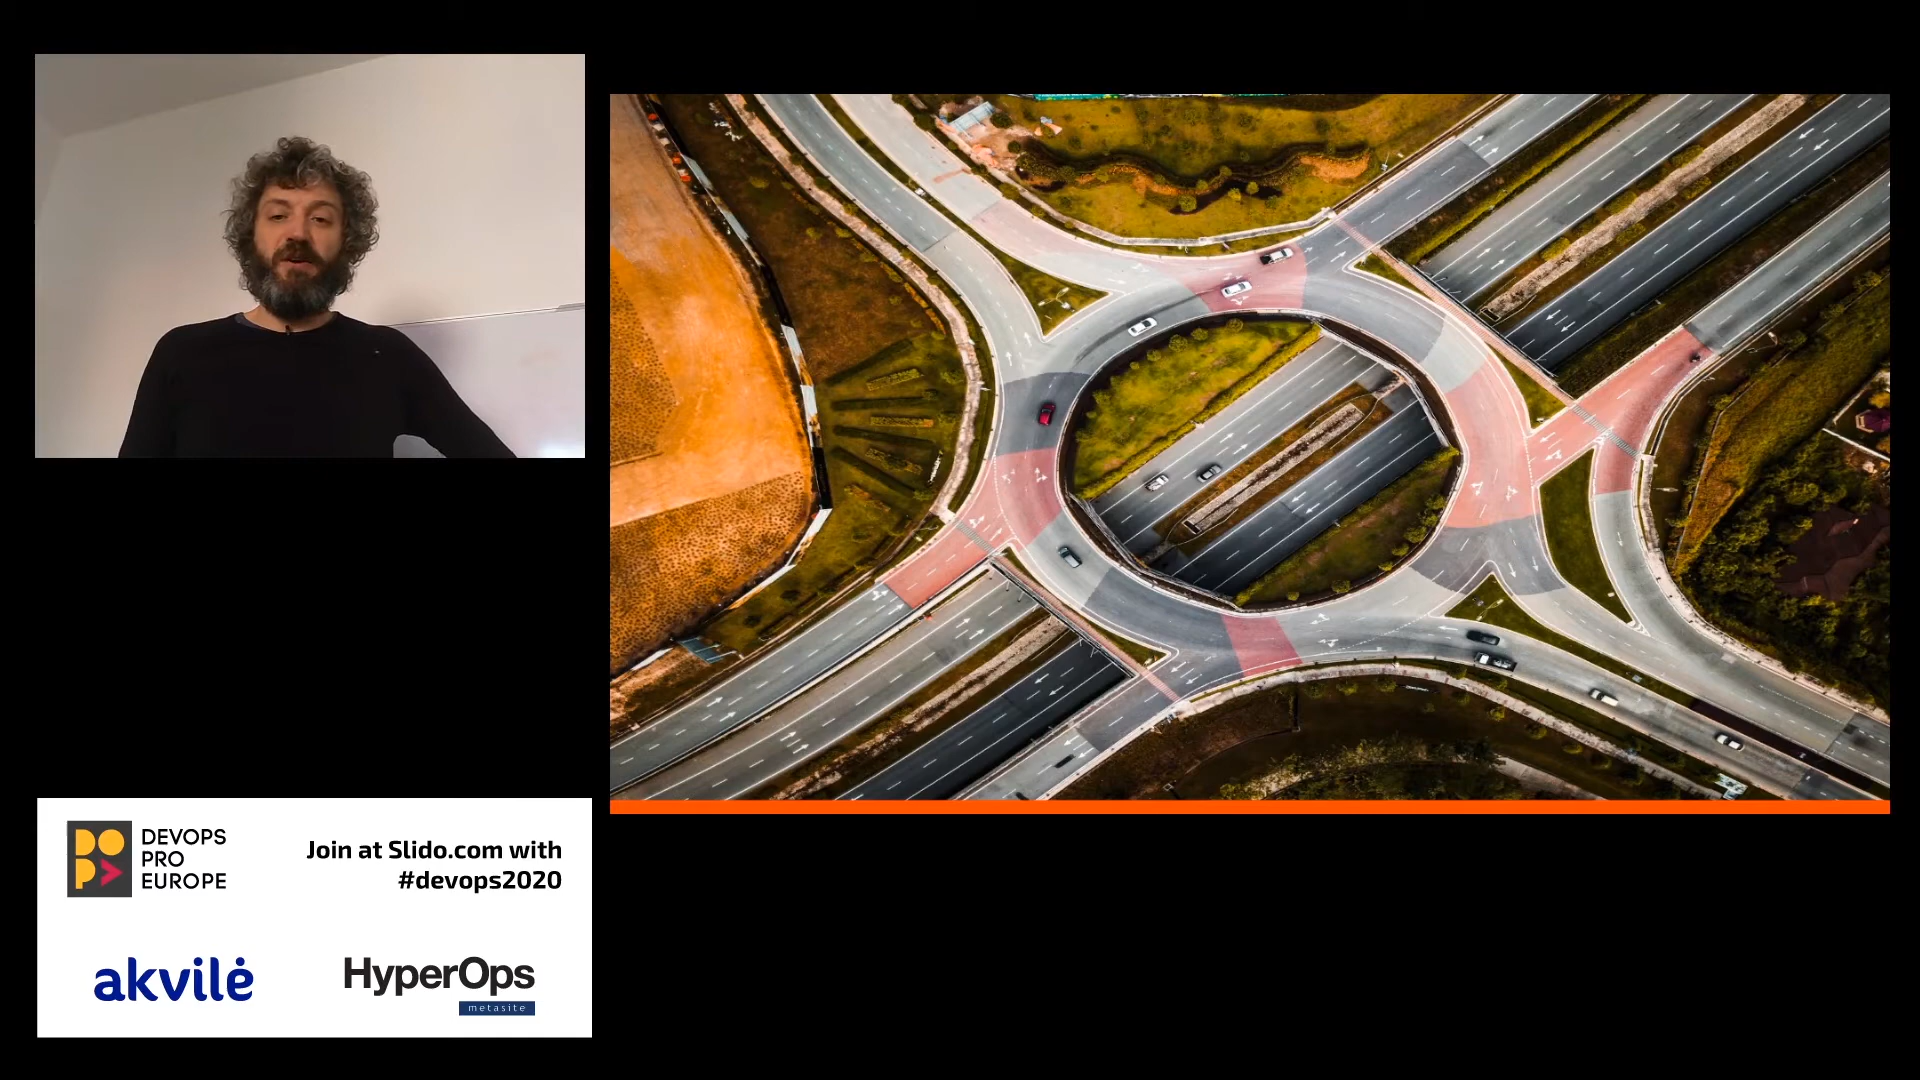 DEVOPS
PRO
EUROPE
Join at Slido.com with
#devops2020
akvilė
HyperOps
metasite